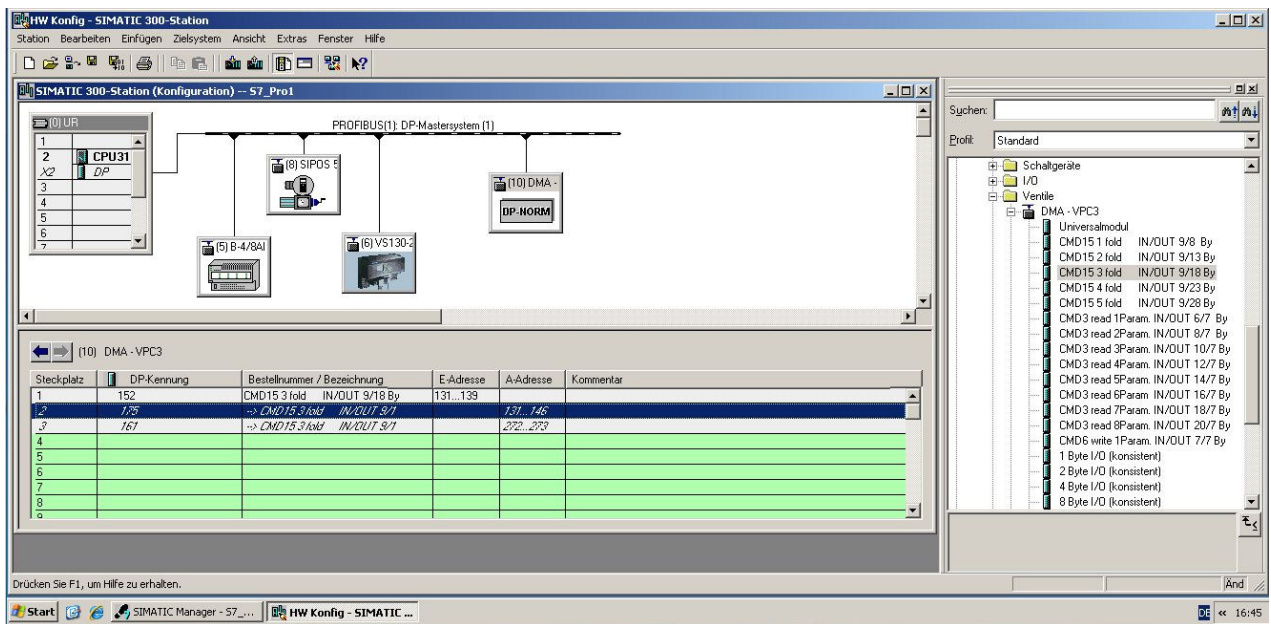 HW Konfig - SIMATIC 300-Station
Station Bearbeiten Einfügen Zielsystem Ansicht Extras Fenster Hilfe
SIMATIC 300-Station (Konfiguration) -- S7_Pro1
(0) UR
1
2 CPU31
X2 DP
3
4
5
6
7
PROFIBUS(1): DP-Mastersystem (1)
(8) SIPOS 5
(10) DMA -
DP-NORM
(5) B-4/8AI
(6) VS130-2
(10) DMA - VPC3
Steckplatz DP-Kennung Bestellnummer / Bezeichnung E-Adresse A-Adresse Kommentar
1 152 CMD15 3 fold IN/OUT 9/18 By 131...139
2 175 --> CMD15 3 fold IN/OUT 9/1 131...146
3 161 --> CMD15 3 fold IN/OUT 9/1 272...273
4
5
6
7
8
9
Suchen:
Profil: Standard
Schaltgeräte
I/O
Ventile
DMA - VPC3
Universalmodul
CMD15 1 fold IN/OUT 9/8 By
CMD15 2 fold IN/OUT 9/13 By
CMD15 3 fold IN/OUT 9/18 By
CMD15 4 fold IN/OUT 9/23 By
CMD15 5 fold IN/OUT 9/28 By
CMD3 read 1Param. IN/OUT 6/7 By
CMD3 read 2Param. IN/OUT 8/7 By
CMD3 read 3Param. IN/OUT 10/7 By
CMD3 read 4Param. IN/OUT 12/7 By
CMD3 read 5Param. IN/OUT 14/7 By
CMD3 read 6Param IN/OUT 16/7 By
CMD3 read 7Param. IN/OUT 18/7 By
CMD3 read 8Param. IN/OUT 20/7 By
CMD6 write 1Param. IN/OUT 7/7 By
1 Byte I/O (konsistent)
2 Byte I/O (konsistent)
4 Byte I/O (konsistent)
8 Byte I/O (konsistent)
Drücken Sie F1, um Hilfe zu erhalten.
Änd
Start SIMATIC Manager - S7_... HW Konfig - SIMATIC ... DE « 16:45